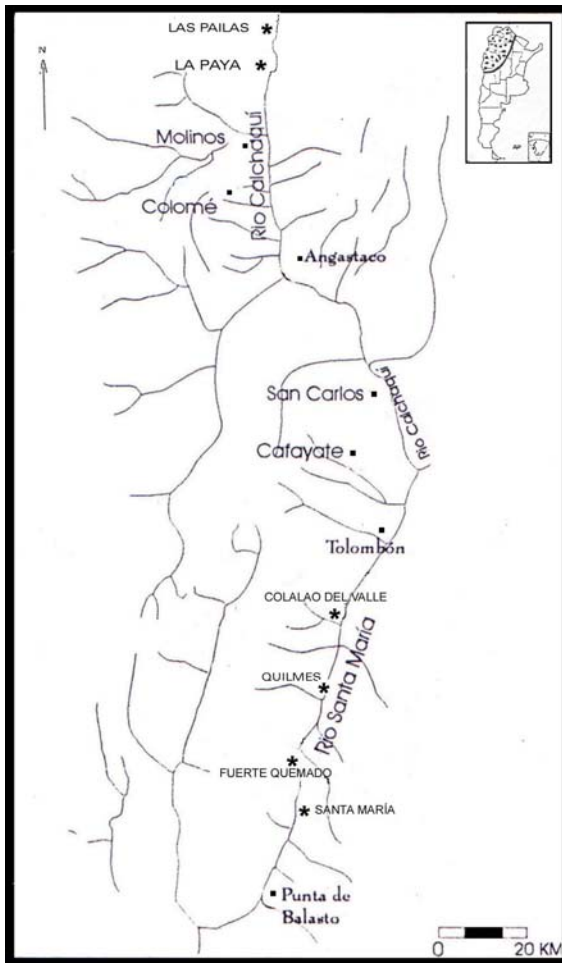 LAS PAILAS
N
LA PAYA
Molinos
Río Calchaquí
Colomé
Angastaco
San Carlos
Río Calchaquí
Cafayate
Tolombón
COLALAO DEL VALLE
QUILMES
Río Santa María
FUERTE QUEMADO
SANTA MARÍA
Punta de
Balasto
0 20 KM